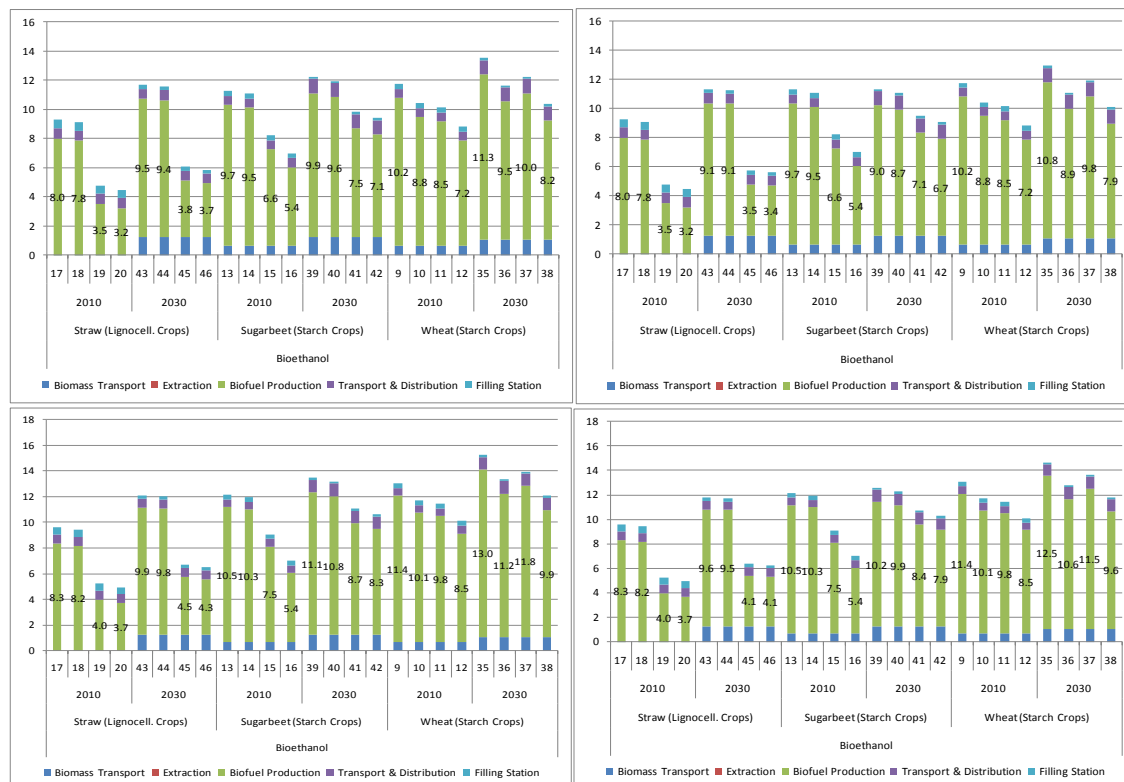 16
14
12
10
8
6
4
2
0
8.0 7.8 3.5 3.2 9.5 9.4 3.8 3.7 9.7 9.5 6.6 5.4 9.9 9.6 7.5 7.1 10.2 8.8 8.5 7.2 11.3 9.5 10.0 8.2
17 18 19 20 43 44 45 46 13 14 15 16 39 40 41 42 9 10 11 12 35 36 37 38
2010 2030 2010 2030 2010 2030
Straw (Lignocell. Crops) Sugarbeet (Starch Crops) Wheat (Starch Crops)
Bioethanol
Biomass Transport Extraction Biofuel Production Transport & Distribution Filling Station
16
14
12
10
8
6
4
2
0
8.0 7.8 3.5 3.2 9.1 9.1 3.5 3.4 9.7 9.5 6.6 5.4 9.0 8.7 7.1 6.7 10.2 8.8 8.5 7.2 10.8 8.9 9.8 7.9
17 18 19 20 43 44 45 46 13 14 15 16 39 40 41 42 9 10 11 12 35 36 37 38
2010 2030 2010 2030 2010 2030
Straw (Lignocell. Crops) Sugarbeet (Starch Crops) Wheat (Starch Crops)
Bioethanol
Biomass Transport Extraction Biofuel Production Transport & Distribution Filling Station
18
16
14
12
10
8
6
4
2
0
8.3 8.2 4.0 3.7 9.9 9.8 4.5 4.3 10.5 10.3 7.5 5.4 11.1 10.8 8.7 8.3 11.4 10.1 9.8 8.5 13.0 11.2 11.8 9.9
17 18 19 20 43 44 45 46 13 14 15 16 39 40 41 42 9 10 11 12 35 36 37 38
2010 2030 2010 2030 2010 2030
Straw (Lignocell. Crops) Sugarbeet (Starch Crops) Wheat (Starch Crops)
Bioethanol
Biomass Transport Extraction Biofuel Production Transport & Distribution Filling Station
18
16
14
12
10
8
6
4
2
0
8.3 8.2 4.0 3.7 9.6 9.5 4.1 4.1 10.5 10.3 7.5 5.4 10.2 9.9 8.4 7.9 11.4 10.1 9.8 8.5 12.5 10.6 11.5 9.6
17 18 19 20 43 44 45 46 13 14 15 16 39 40 41 42 9 10 11 12 35 36 37 38
2010 2030 2010 2030 2010 2030
Straw (Lignocell. Crops) Sugarbeet (Starch Crops) Wheat (Starch Crops)
Bioethanol
Biomass Transport Extraction Biofuel Production Transport & Distribution Filling Station